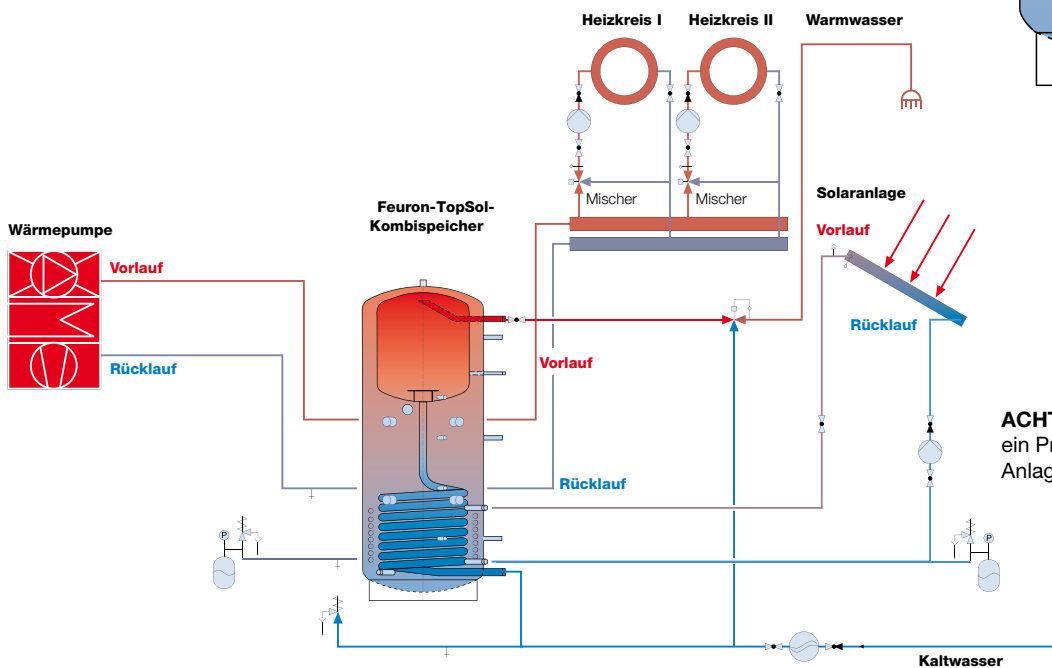 Heizkreis I
Heizkreis II
Warmwasser
Mischer
Mischer
Solaranlage
Feuron-TopSol-
Kombispeicher
Wärmepumpe
Vorlauf
Vorlauf
Rücklauf
Vorlauf
Rücklauf
ACHT
ein Pr
Anlag
Rücklauf
P
P
Kaltwasser